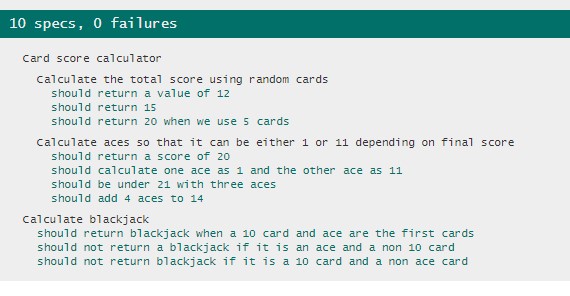 10 specs, 0 failures
Card score calculator
Calculate the total score using random cards
should return a value of 12
should return 15
should return 20 when we use 5 cards
Calculate aces so that it can be either 1 or 11 depending on final score
should return a score of 20
should calculate one ace as 1 and the other ace as 11
should be under 21 with three aces
should add 4 aces to 14
Calculate blackjack
should return blackjack when a 10 card and ace are the first cards
should not return a blackjack if it is an ace and a non 10 card
should not return blackjack if it is a 10 card and a non ace card